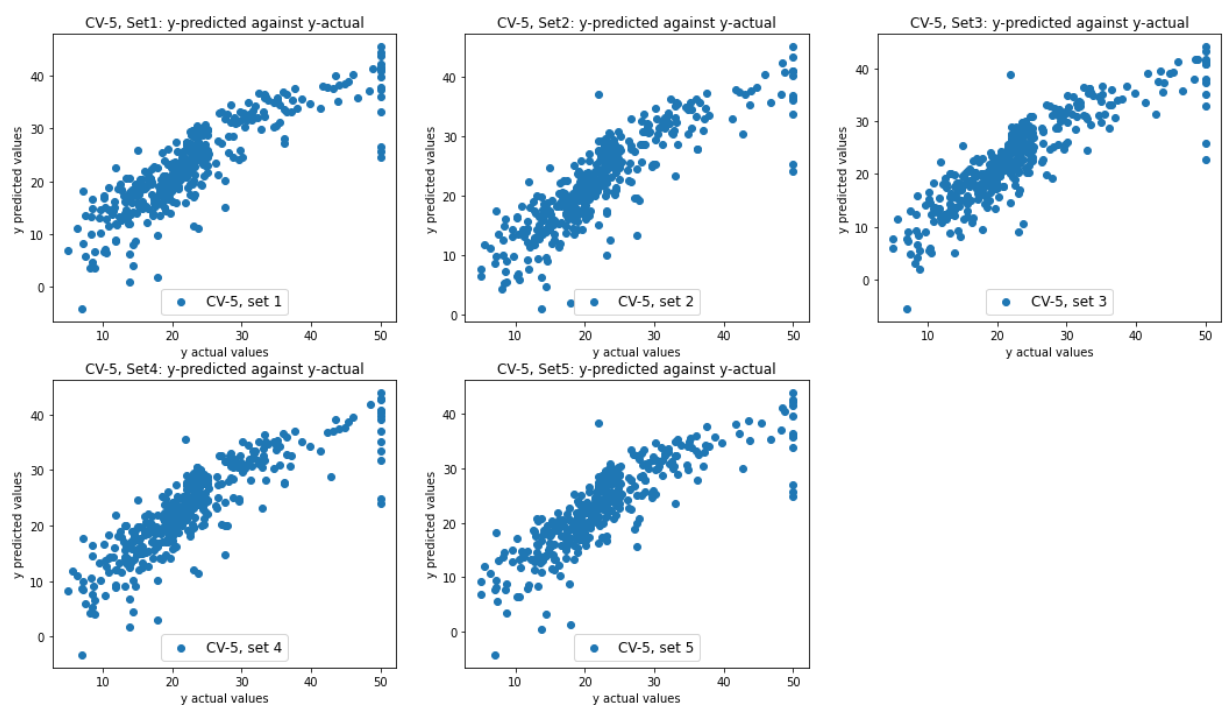 CV-5, Set1: y-predicted against y-actual
y predicted values
40
30
20
10
0
CV-5, set 1
10 20 30 40 50
y actual values
CV-5, Set2: y-predicted against y-actual
y predicted values
50
40
30
20
10
0
CV-5, set 2
10 20 30 40 50
y actual values
CV-5, Set3: y-predicted against y-actual
y predicted values
40
30
20
10
0
CV-5, set 3
10 20 30 40 50
y actual values
CV-5, Set4: y-predicted against y-actual
y predicted values
40
30
20
10
0
CV-5, set 4
10 20 30 40 50
y actual values
CV-5, Set5: y-predicted against y-actual
y predicted values
40
30
20
10
0
CV-5, set 5
10 20 30 40 50
y actual values